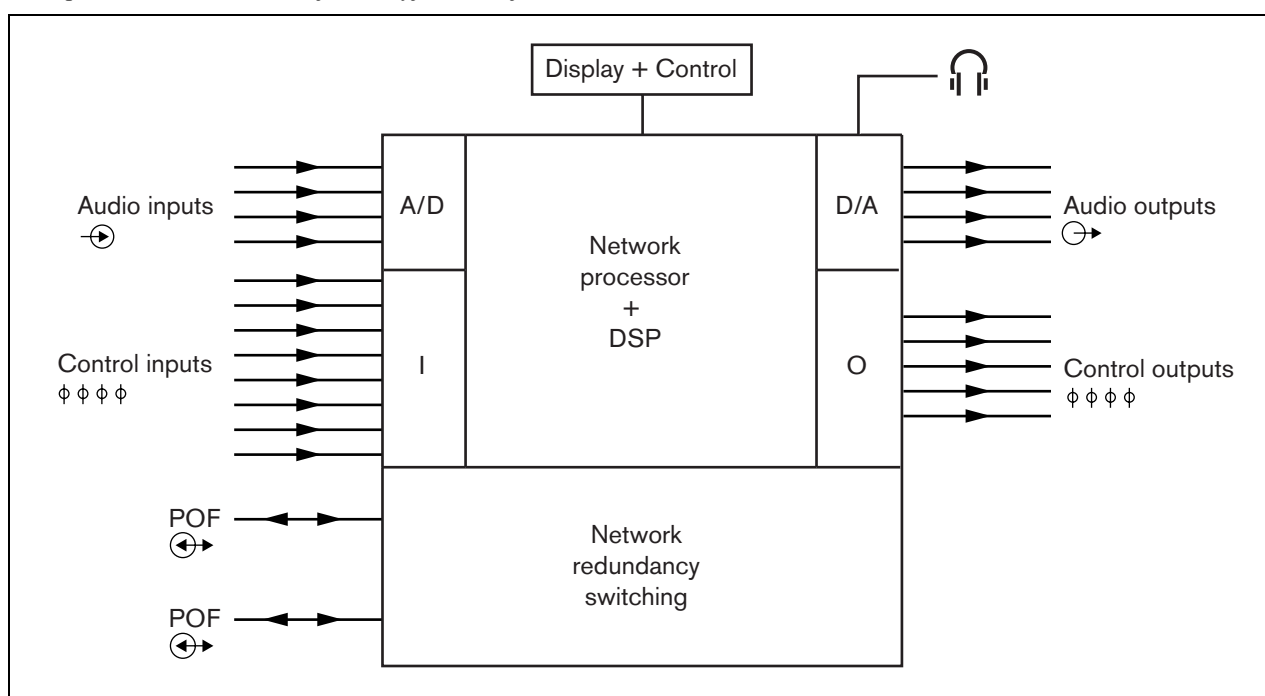 Display + Control
Audio inputs
A/D
D/A
Audio outputs
Network
processor
+
DSP
Control inputs
I
O
Control outputs
POF
POF
Network
redundancy
switching